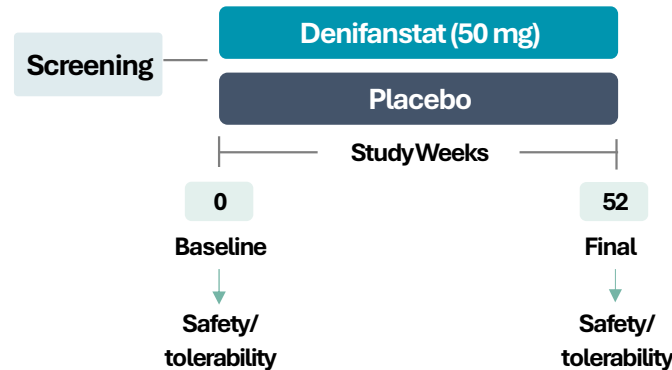 Denifanstat (50 mg)
Screening
Placebo
Study Weeks
0
52
Baseline
Final
Safety/
tolerability
Safety/
tolerability